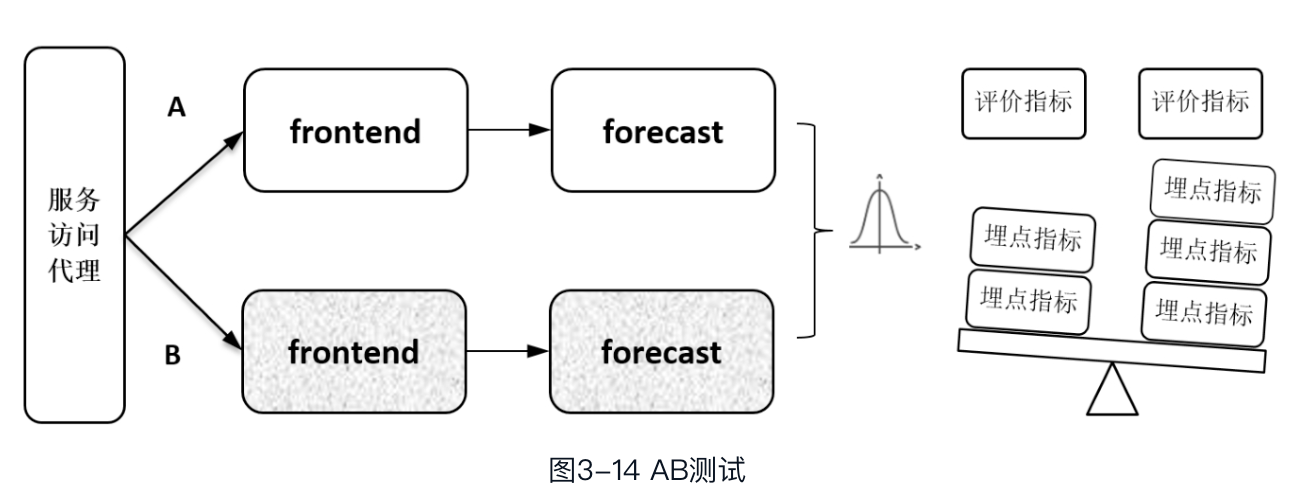 服务
访问
代理
A
frontend
forecast
B
frontend
forecast
评价指标
评价指标
埋点指标
埋点指标
埋点指标
埋点指标
埋点指标
图3-14 AB测试